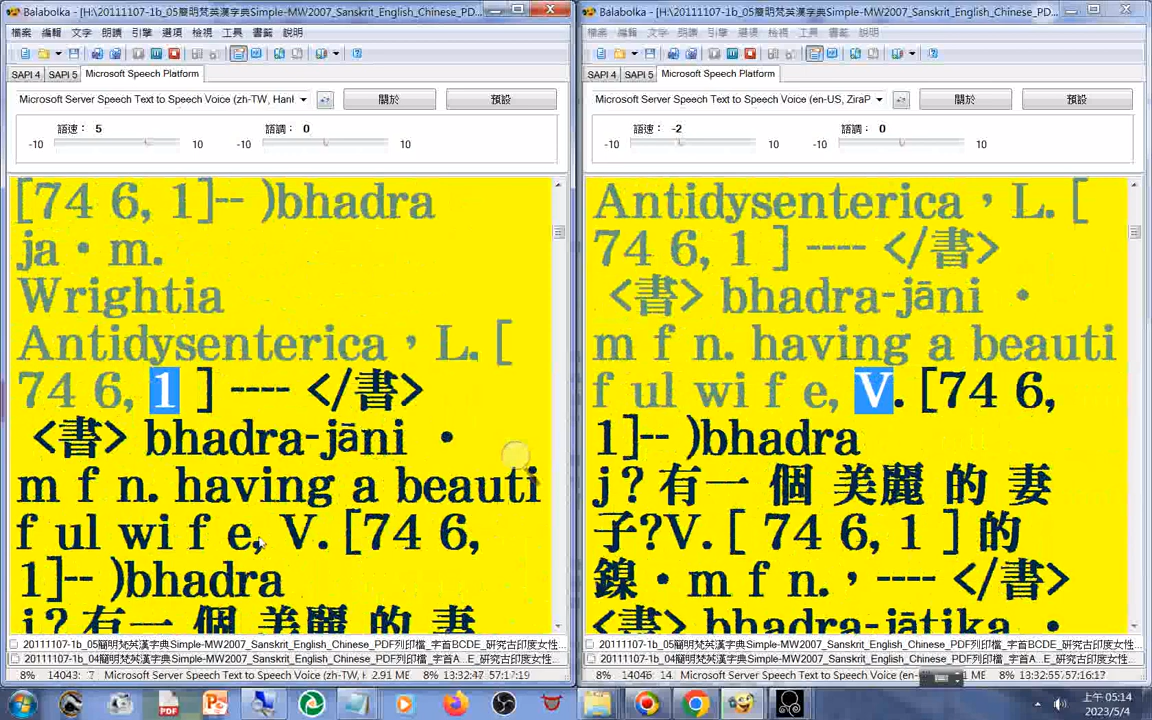 Balabolka - [H:\20111107-1b_05簡明梵英漢字典Simple-MW2007_Sanskrit_English_Chinese_PD...
檔案 編輯 文字 朗讀 引擎 選項 檢視 工具 書籤 說明
SAPI 4 SAPI 5 Microsoft Speech Platform
Microsoft Server Speech Text to Speech Voice (zh-TW, Hanl
關於 預設
語速： 5 語調： 0
-10 10 -10 10
[74 6, 1]-- )bhadra
ja • m.
Wrightia
Antidysenterica，L. [
74 6, 1 ] ---- </書>
<書> bhadra-jāni •
m f n. having a beauti
f ul wi f e, V. [74 6,
1]-- )bhadra
j？有一 個 美麗 的 妻
20111107-1b_05簡明梵英漢字典Simple-MW2007_Sanskrit_English_Chinese_PDF列印檔_字首BCDE_研究古印度女性...
20111107-1b_04簡明梵英漢字典Simple-MW2007_Sanskrit_English_Chinese_PDF列印檔_字首A...E_研究古印度女性...
8% Microsoft Server Speech Text to Speech Voice (zh-TW, 2.91 ME 8% 13:32:47
Balabolka - [H:\20111107-1b_05簡明梵英漢字典Simple-MW2007_Sanskrit_English_Chinese_PD...
檔案 編輯 文字 朗讀 引擎 選項 檢視 工具 書籤 說明
SAPI 4 SAPI 5 Microsoft Speech Platform
Microsoft Server Speech Text to Speech Voice (en-US, ZiraP
關於 預設
語速： -2 語調： 0
-10 10 -10 10
Antidysenterica，L. [
74 6, 1 ] ---- </書>
<書> bhadra-jāni •
m f n. having a beauti
f ul wi f e, V. [74 6,
1]-- )bhadra
j？有一 個 美麗 的 妻
子?V. [ 74 6, 1 ] 的
鎳•m f n.，---- </書>
<書> bhadra-jātika •
20111107-1b_05簡明梵英漢字典Simple-MW2007_Sanskrit_English_Chinese_PDF列印檔_字首BCDE_研究古印度女性...
20111107-1b_04簡明梵英漢字典Simple-MW2007_Sanskrit_English_Chinese_PDF列印檔_字首A...E_研究古印度女性...
8% Microsoft Server Speech Text to Speech Voice 8% 13:32:55
PDF
上午 05:14
2023/5/4